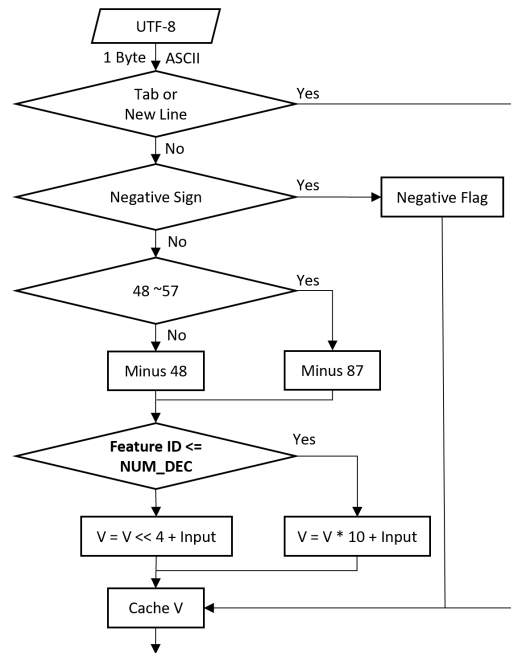 UTF-8
1 Byte ASCII
Tab or
New Line
Yes
No
Negative Sign
Yes
Negative Flag
No
48 ~57
Yes
No
Minus 48
Minus 87
Feature ID <=
NUM_DEC
Yes
V = V << 4 + Input
V = V * 10 + Input
Cache V